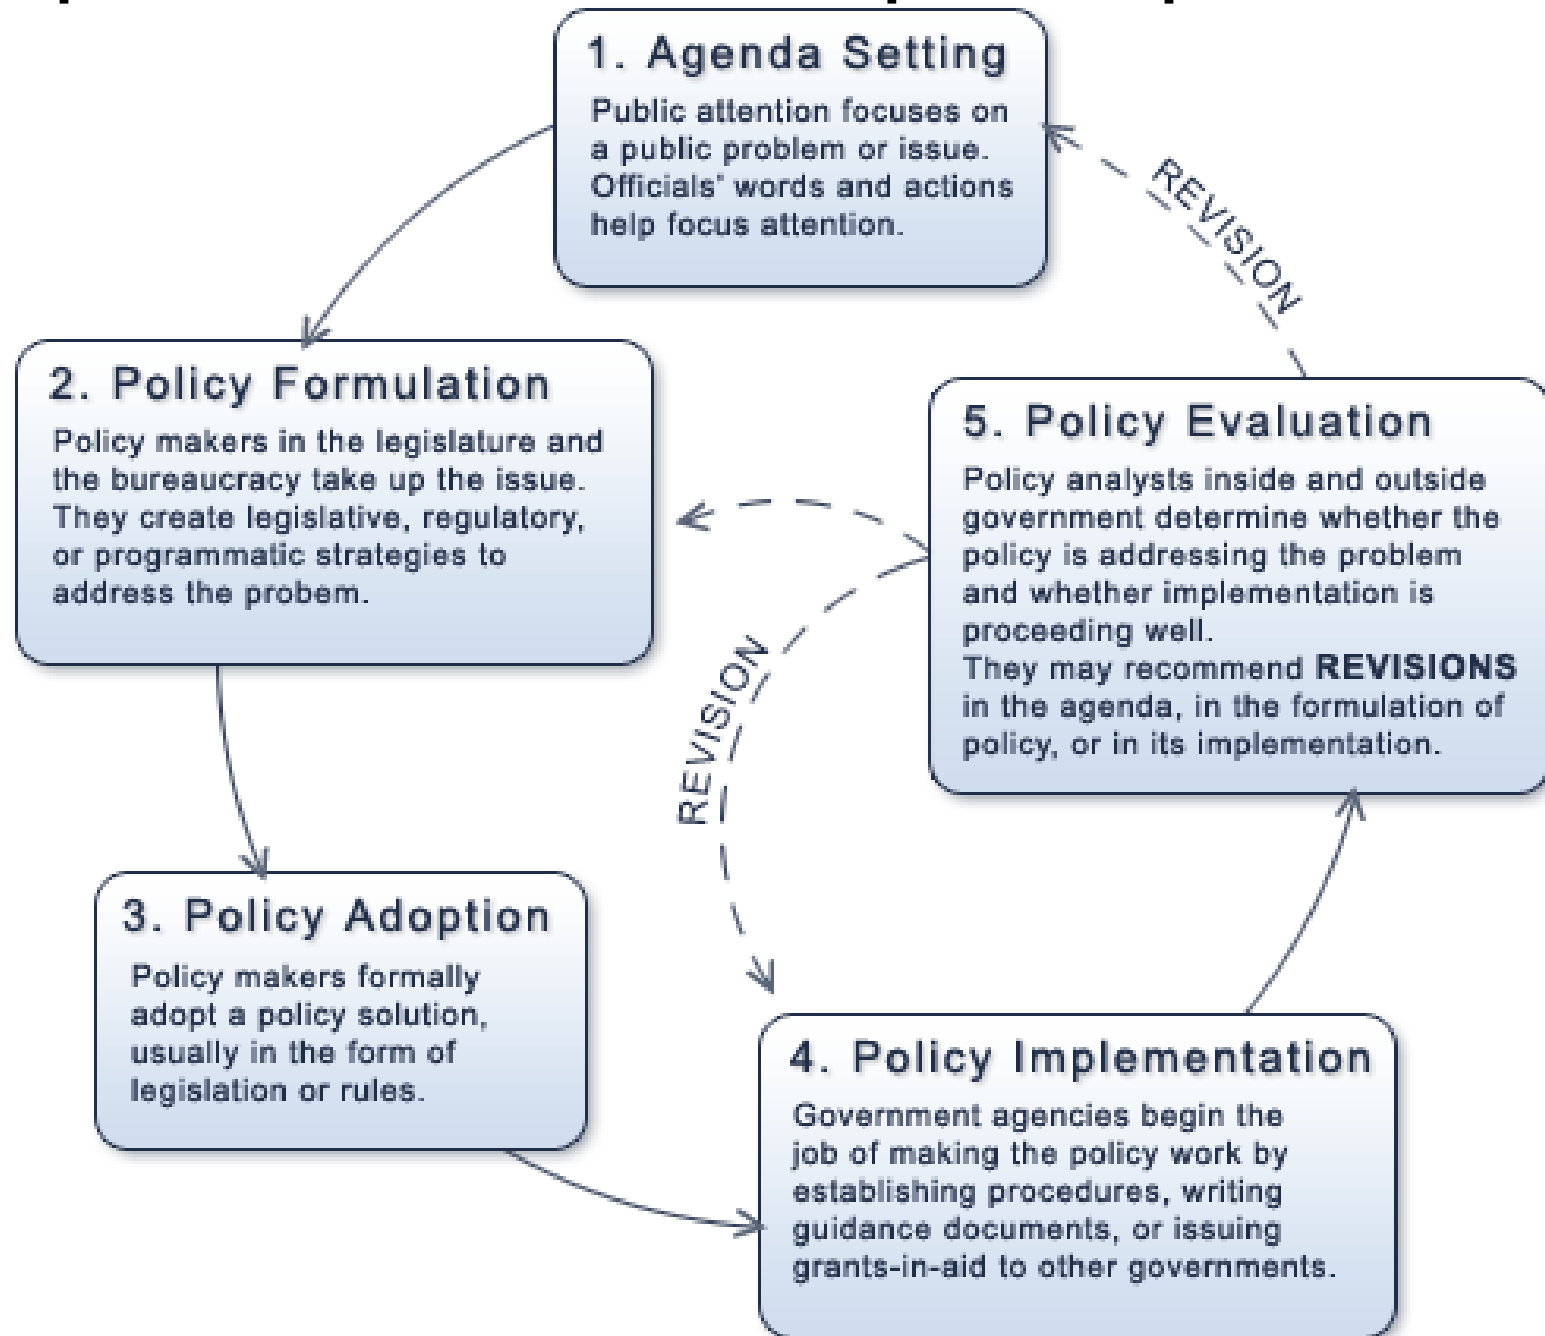 1. Agenda Setting
Public attention focuses on
a public problem or issue.
Officials' words and actions
help focus attention.
REVISION
2. Policy Formulation
Policy makers in the legislature and
the bureaucracy take up the issue.
They create legislative, regulatory,
or programmatic strategies to
address the probem.
5. Policy Evaluation
Policy analysts inside and outside
government determine whether the
policy is addressing the problem
and whether implementation is
proceeding well.
They may recommend REVISIONS
in the agenda, in the formulation of
policy, or in its implementation.
REVISION
3. Policy Adoption
Policy makers formally
adopt a policy solution,
usually in the form of
legislation or rules.
4. Policy Implementation
Government agencies begin the
job of making the policy work by
establishing procedures, writing
guidance documents, or issuing
grants-in-aid to other governments.